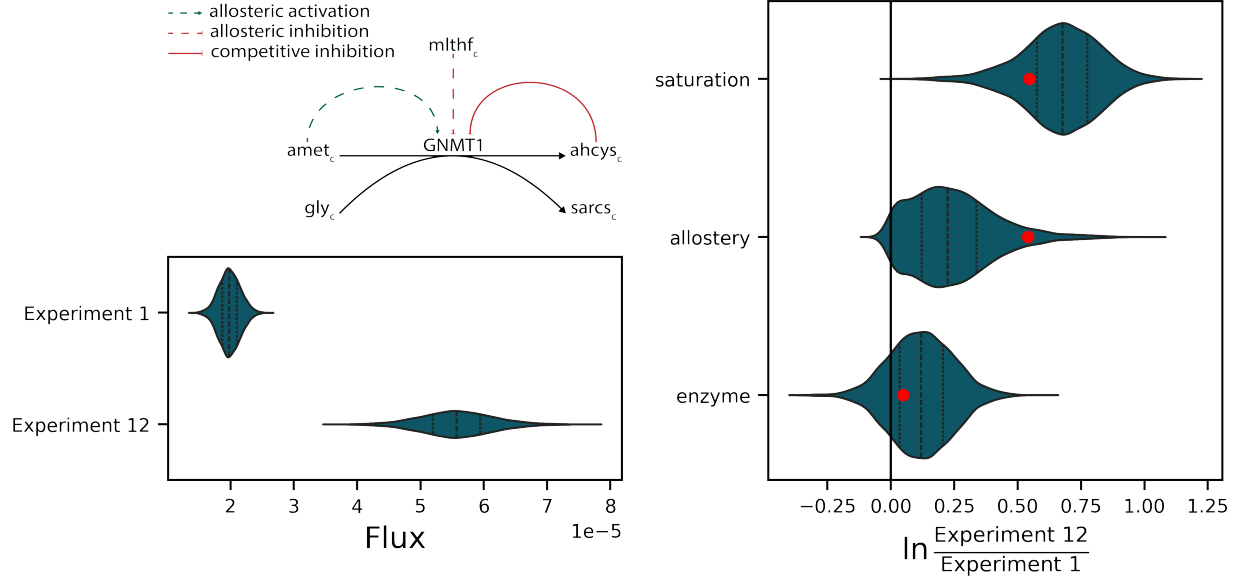 allosteric activation
allosteric inhibition
competitive inhibition
mlthf_c
amet_c
GNMT1
ahcys_c
gly_c
sarcs_c
Experiment 1
Experiment 12
2 3 4 5 6 7 8
1e−5
Flux
saturation
allostery
enzyme
−0.25 0.00 0.25 0.50 0.75 1.00 1.25
ln Experiment 12
Experiment 1